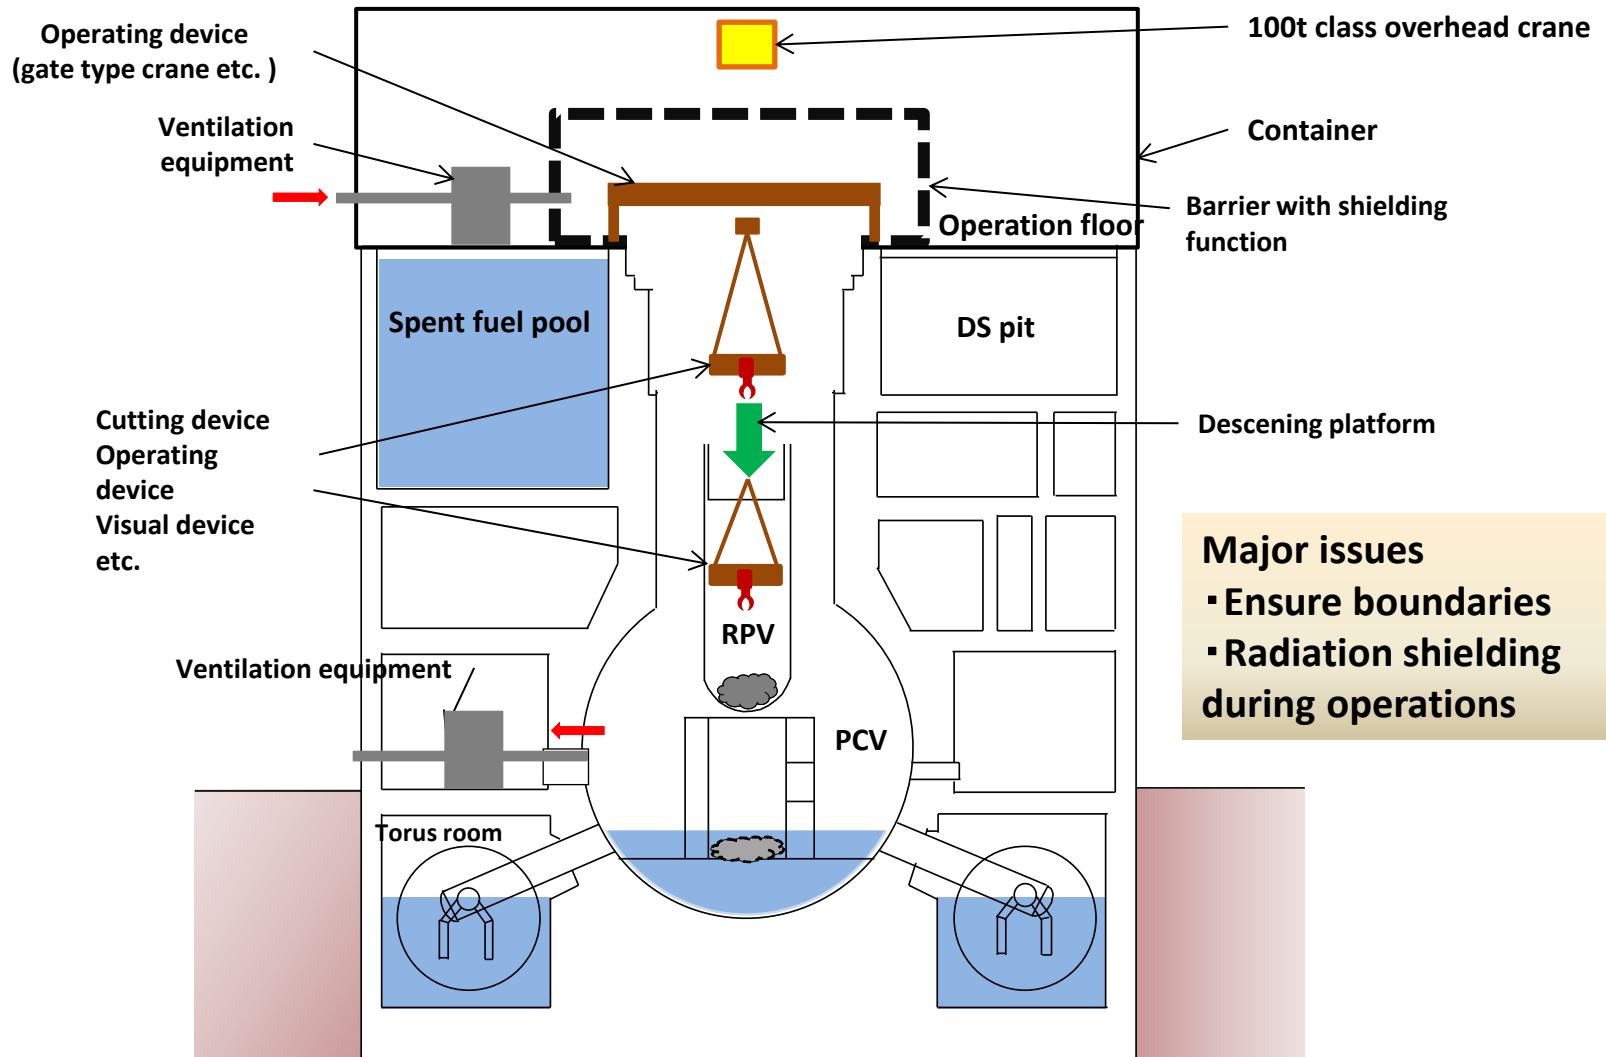 Operating device
(gate type crane etc. )
100t class overhead crane
Ventilation
equipment
Container
Barrier with shielding
function
Operation floor
Spent fuel pool
DS pit
Cutting device
Operating
device
Visual device
etc.
Descening platform
Major issues
・Ensure boundaries
・Radiation shielding
during operations
RPV
Ventilation equipment
PCV
Torus room